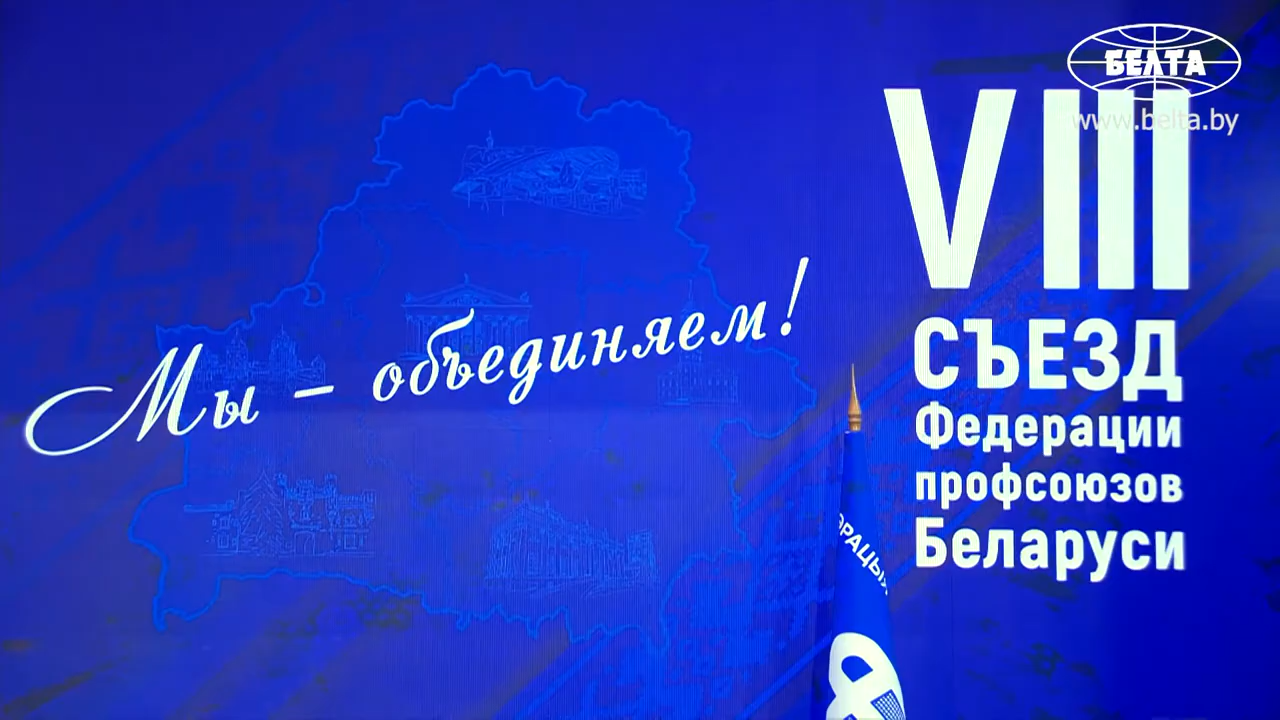 БЕЛТА
www.belta.by
VIII
СЪЕЗД
Федерации
профсоюзов
Беларуси
Мы – объединяем!